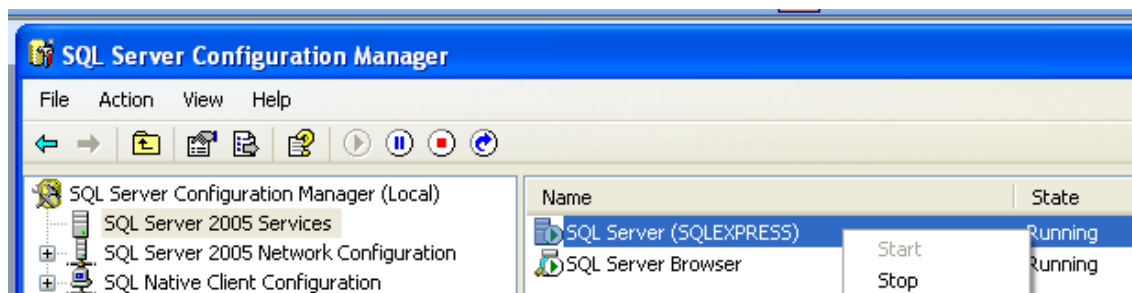 SQL Server Configuration Manager
File Action View Help
SQL Server Configuration Manager (Local)
SQL Server 2005 Services
SQL Server 2005 Network Configuration
SQL Native Client Configuration
Name State
SQL Server (SQLEXPRESS) Running
SQL Server Browser Running
Start
Stop